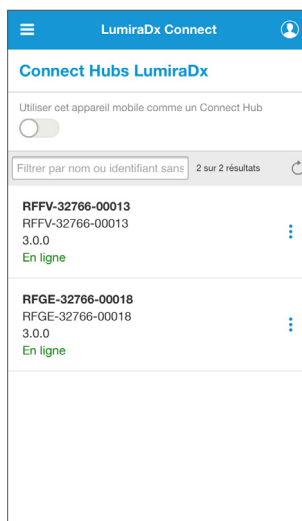 LumiraDx Connect
Connect Hubs LumiraDx
Utiliser cet appareil mobile comme un Connect Hub
Filtrer par nom ou identifiant sans
2 sur 2 résultats
RFFV-32766-00013
RFFV-32766-00013
3.0.0
En ligne
RFGE-32766-00018
RFGE-32766-00018
3.0.0
En ligne